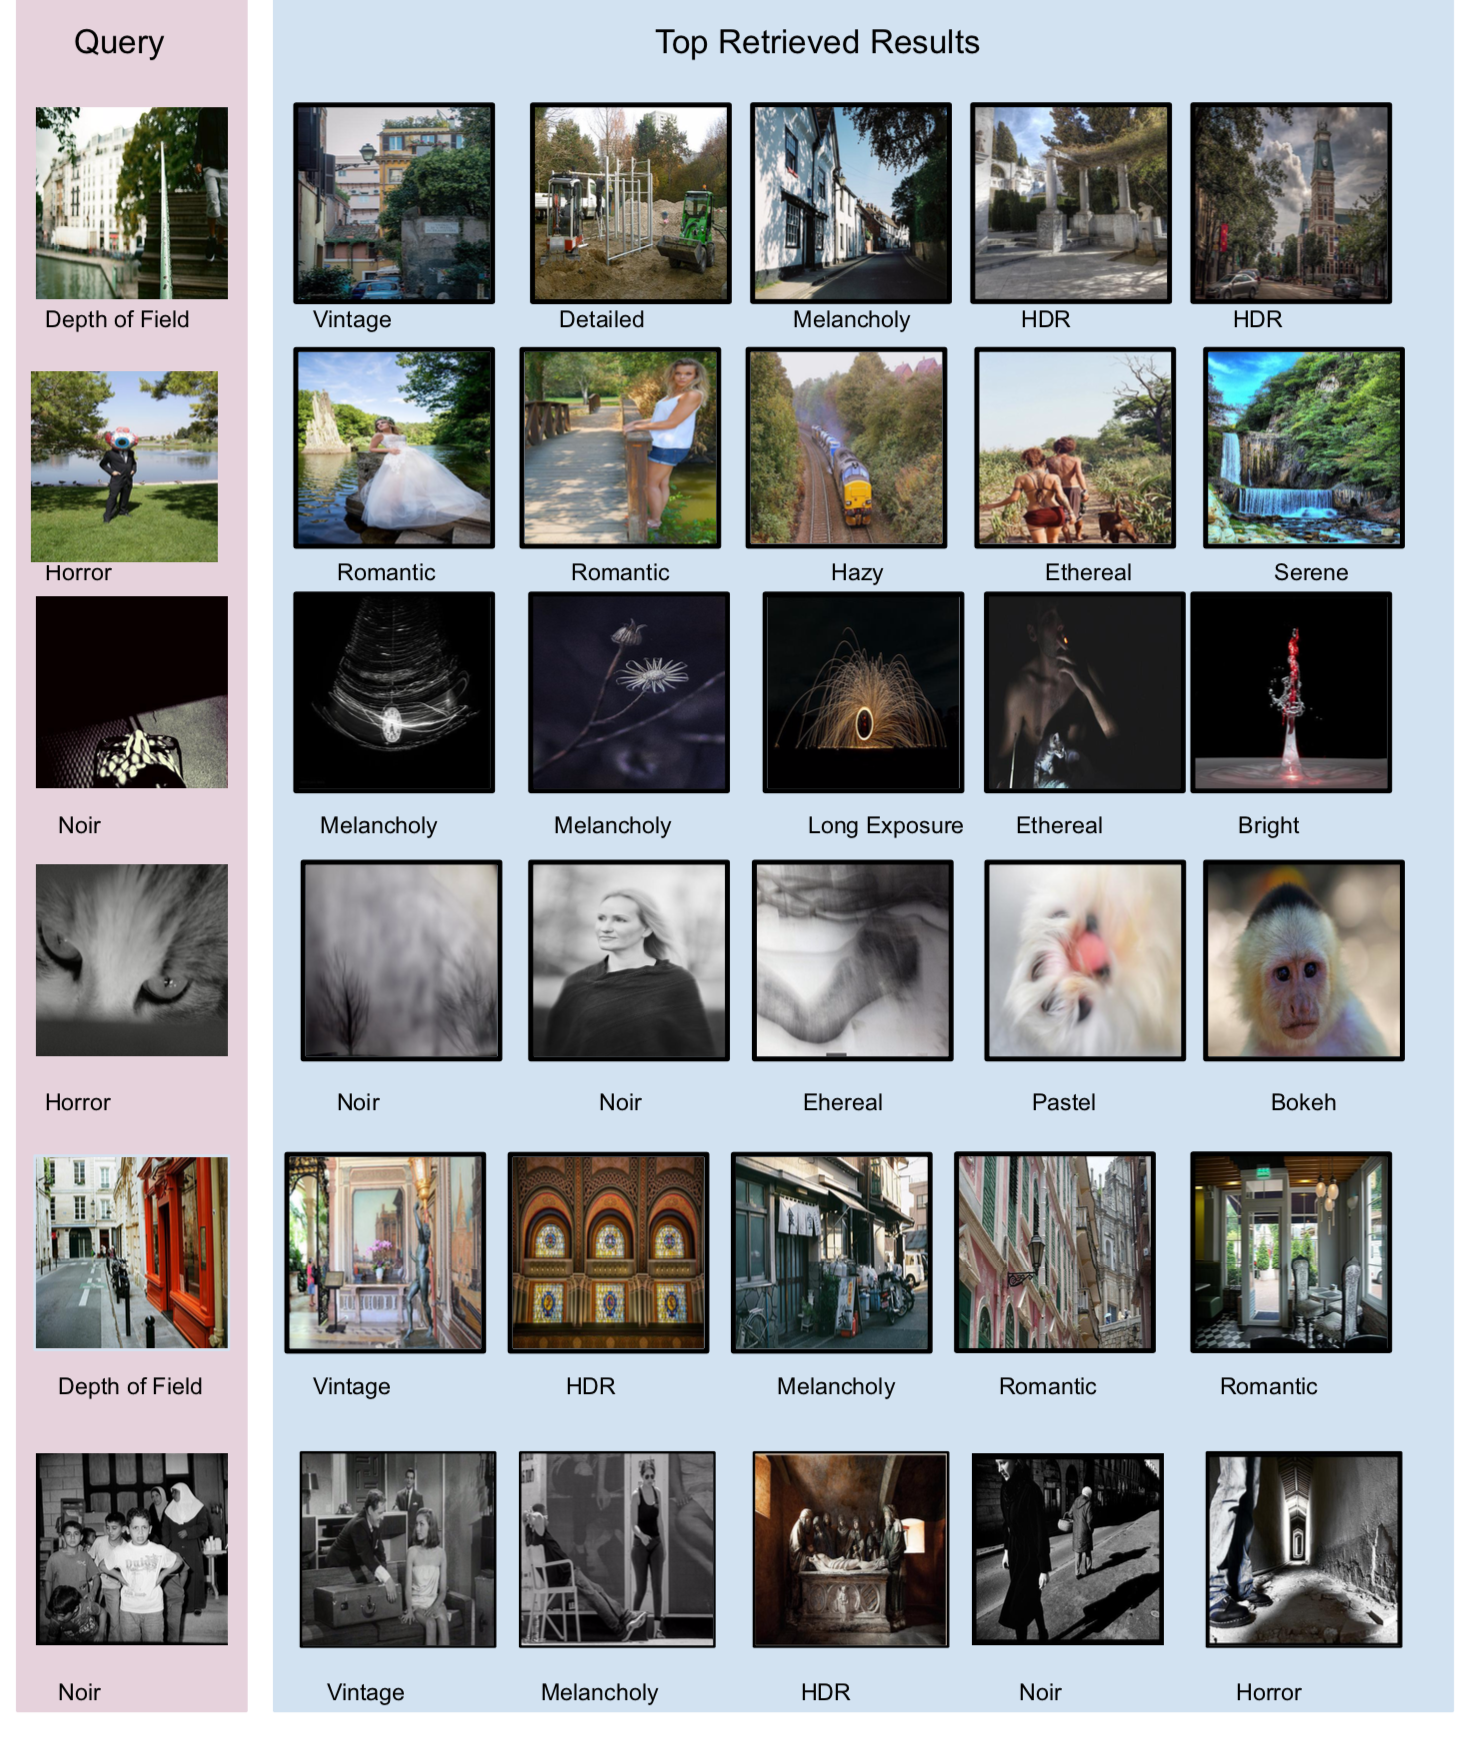 Query
Top Retrieved Results
Depth of Field
Vintage
Detailed
Melancholy
HDR
HDR
Horror
Romantic
Romantic
Hazy
Ethereal
Serene
Noir
Melancholy
Melancholy
Long Exposure
Ethereal
Bright
Horror
Noir
Noir
Ehereal
Pastel
Bokeh
Depth of Field
Vintage
HDR
Melancholy
Romantic
Romantic
Noir
Vintage
Melancholy
HDR
Noir
Horror